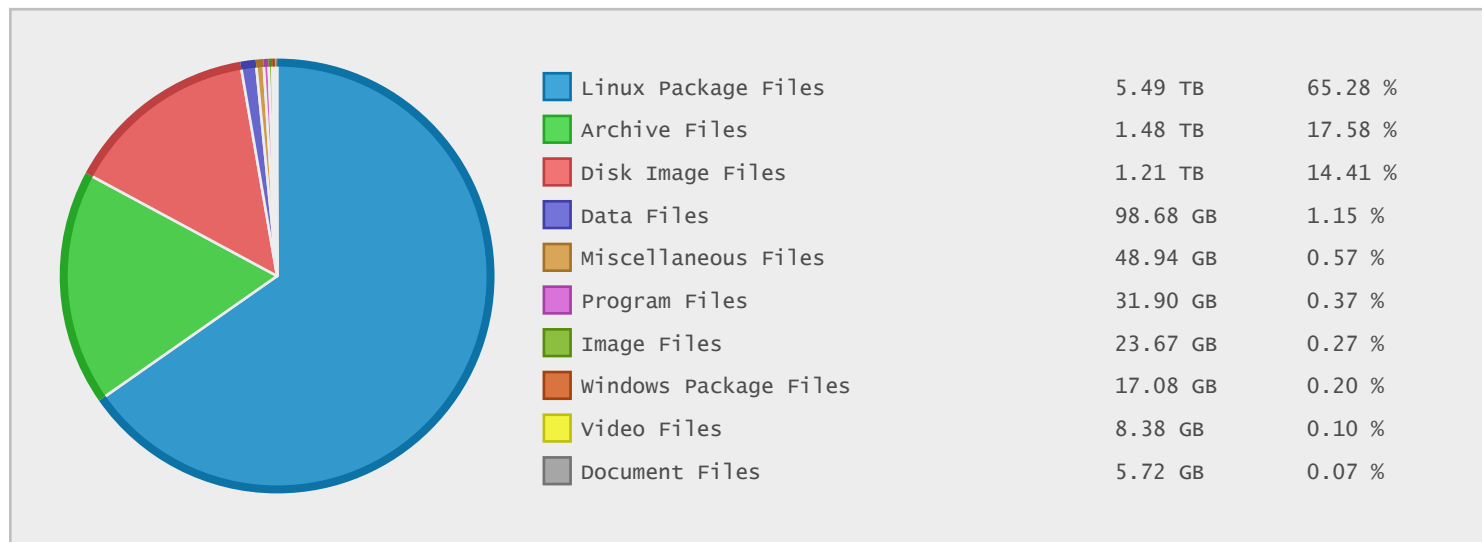 Linux Package Files 5.49 TB 65.28 %
Archive Files 1.48 TB 17.58 %
Disk Image Files 1.21 TB 14.41 %
Data Files 98.68 GB 1.15 %
Miscellaneous Files 48.94 GB 0.57 %
Program Files 31.90 GB 0.37 %
Image Files 23.67 GB 0.27 %
Windows Package Files 17.08 GB 0.20 %
Video Files 8.38 GB 0.10 %
Document Files 5.72 GB 0.07 %